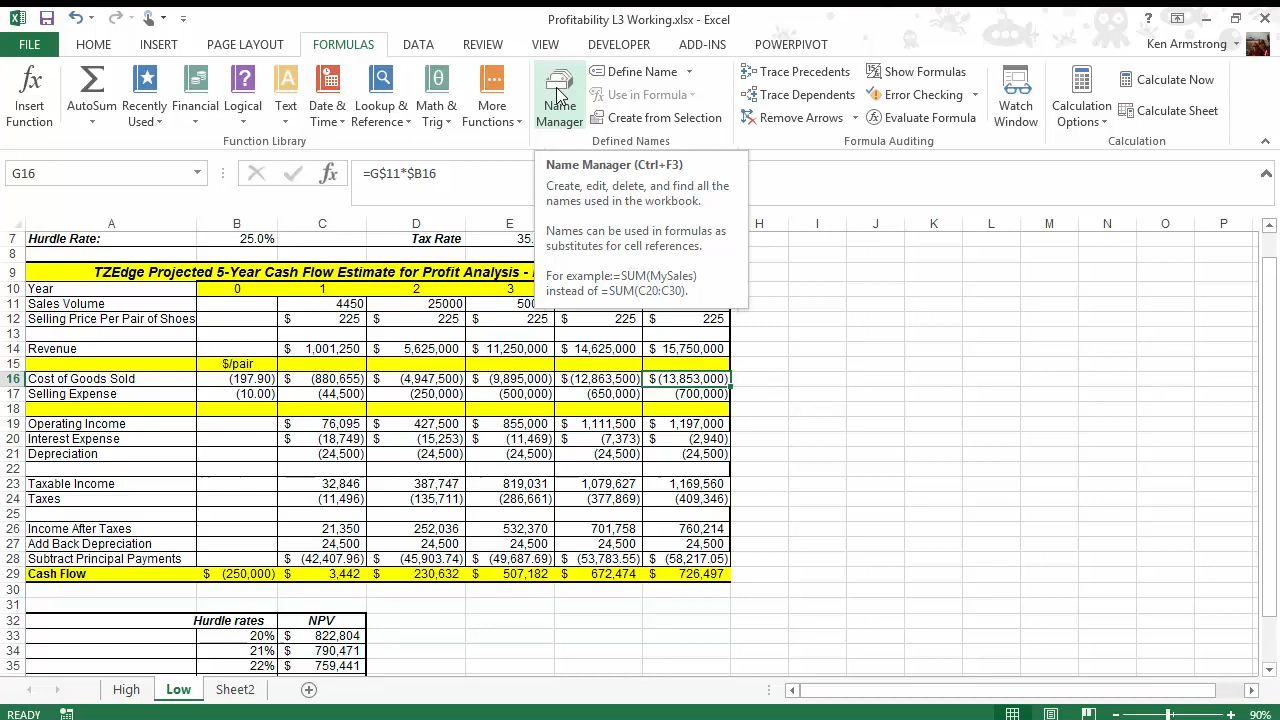 Profitability L3 Working.xlsx - Excel
FILE HOME INSERT PAGE LAYOUT FORMULAS DATA REVIEW VIEW DEVELOPER ADD-INS POWERPIVOT Ken Armstrong
Insert Function
AutoSum
Recently Used
Financial
Logical
Text
Date & Time
Lookup & Reference
Math & Trig
More Functions
Function Library
Name Manager
Define Name
Use in Formula
Create from Selection
Defined Names
Trace Precedents
Trace Dependents
Remove Arrows
Show Formulas
Error Checking
Evaluate Formula
Formula Auditing
Watch Window
Calculation Options
Calculate Now
Calculate Sheet
Calculation
G16 fx =G$11*$B16
Name Manager (Ctrl+F3)
Create, edit, delete, and find all the
names used in the workbook.
Names can be used in formulas as
substitutes for cell references.
For example:=SUM(MySales)
instead of =SUM(C20:C30).
A B C D E H I J K L M N O P
7 Hurdle Rate: 25.0% Tax Rate 35.
8
9 TZEdge Projected 5-Year Cash Flow Estimate for Profit Analysis -
10 Year 0 1 2 3
11 Sales Volume 4450 25000 500
12 Selling Price Per Pair of Shoes $ 225 $ 225 $ 225 $ 225 $ 225
13
14 Revenue $ 1,001,250 $ 5,625,000 $ 11,250,000 $ 14,625,000 $ 15,750,000
15 $/pair
16 Cost of Goods Sold (197.90) $ (880,655) $ (4,947,500) $ (9,895,000) $ (12,863,500) $ (13,853,000)
17 Selling Expense (10.00) $ (44,500) $ (250,000) $ (500,000) $ (650,000) (700,000)
18
19 Operating Income $ 76,095 $ 427,500 $ 855,000 $ 1,111,500 $ 1,197,000
20 Interest Expense $ (18,749) $ (15,253) $ (11,469) $ (7,373) $ (2,940)
21 Depreciation (24,500) (24,500) (24,500) (24,500) (24,500)
22
23 Taxable Income 32,846 387,747 819,031 1,079,627 1,169,560
24 Taxes (11,496) (135,711) (286,661) (377,869) (409,346)
25
26 Income After Taxes 21,350 252,036 532,370 701,758 760,214
27 Add Back Depreciation 24,500 24,500 24,500 24,500 24,500
28 Subtract Principal Payments $ (42,407.96) $ (45,903.74) $ (49,687.69) $ (53,783.55) $ (58,217.05)
29 Cash Flow $ (250,000) $ 3,442 $ 230,632 $ 507,182 $ 672,474 $ 726,497
30
31
32 Hurdle rates NPV
33 20% $ 822,804
34 21% $ 790,471
35 22% $ 759,441
High Low Sheet2
READY 90%